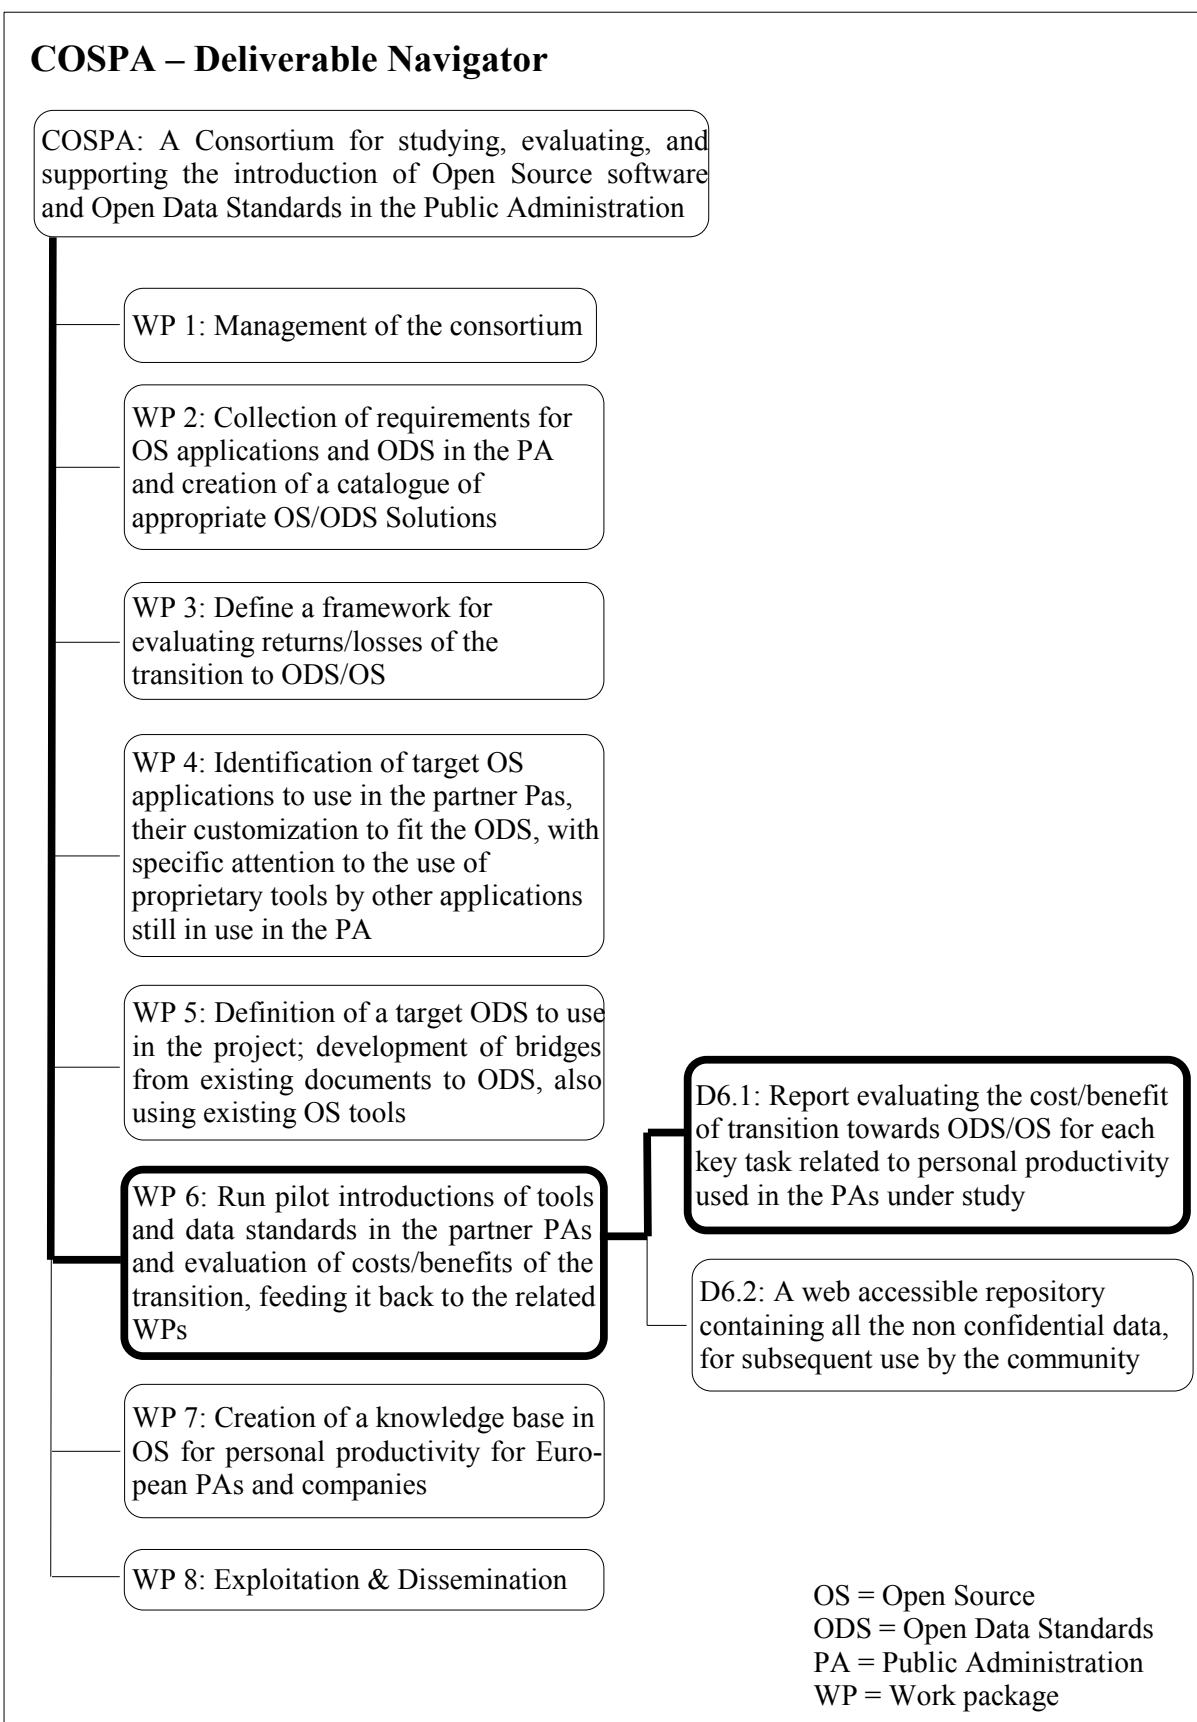 COSPA – Deliverable Navigator
COSPA: A Consortium for studying, evaluating, and
supporting the introduction of Open Source software
and Open Data Standards in the Public Administration
WP 1: Management of the consortium
WP 2: Collection of requirements for
OS applications and ODS in the PA
and creation of a catalogue of
appropriate OS/ODS Solutions
WP 3: Define a framework for
evaluating returns/losses of the
transition to ODS/OS
WP 4: Identification of target OS
applications to use in the partner Pas,
their customization to fit the ODS, with
specific attention to the use of
proprietary tools by other applications
still in use in the PA
WP 5: Definition of a target ODS to use
in the project; development of bridges
from existing documents to ODS, also
using existing OS tools
WP 6: Run pilot introductions of tools
and data standards in the partner PAs
and evaluation of costs/benefits of the
transition, feeding it back to the related
WPs
D6.1: Report evaluating the cost/benefit
of transition towards ODS/OS for each
key task related to personal productivity
used in the PAs under study
D6.2: A web accessible repository
containing all the non confidential data,
for subsequent use by the community
WP 7: Creation of a knowledge base in
OS for personal productivity for Euro-
pean PAs and companies
WP 8: Exploitation & Dissemination
OS = Open Source
ODS = Open Data Standards
PA = Public Administration
WP = Work package